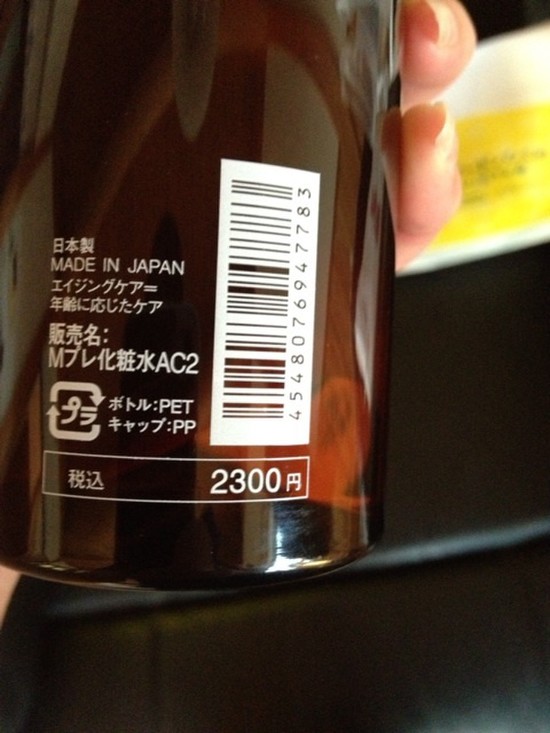 日本製
MADE IN JAPAN
エイジングケア=
年齢に応じたケア
販売名:
Mプレ化粧水AC2
プラ
ボトル:PET
キャップ:PP
税込 2300円
4548076947783